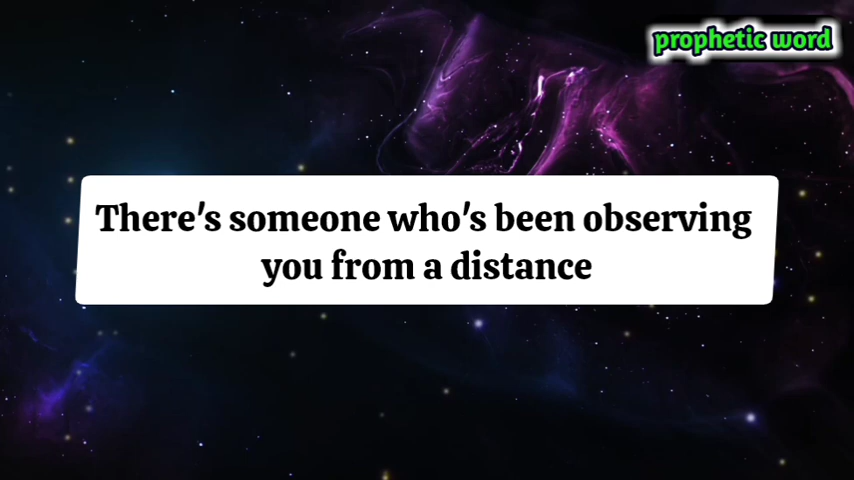 prophetic word
There's someone who's been observing
you from a distance